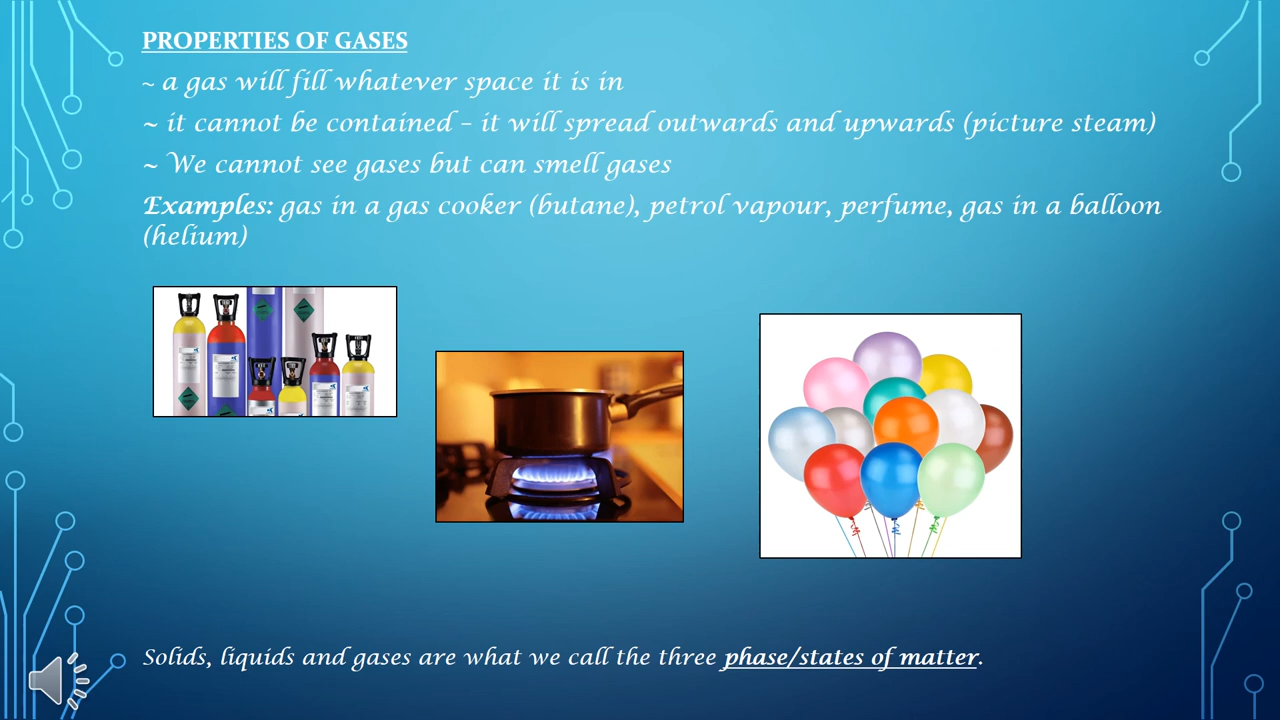 PROPERTIES OF GASES
~ a gas will fill whatever space it is in
~ it cannot be contained – it will spread outwards and upwards (picture steam)
~ We cannot see gases but can smell gases
Examples: gas in a gas cooker (butane), petrol vapour, perfume, gas in a balloon
(helium)
Solids, liquids and gases are what we call the three phase/states of matter.